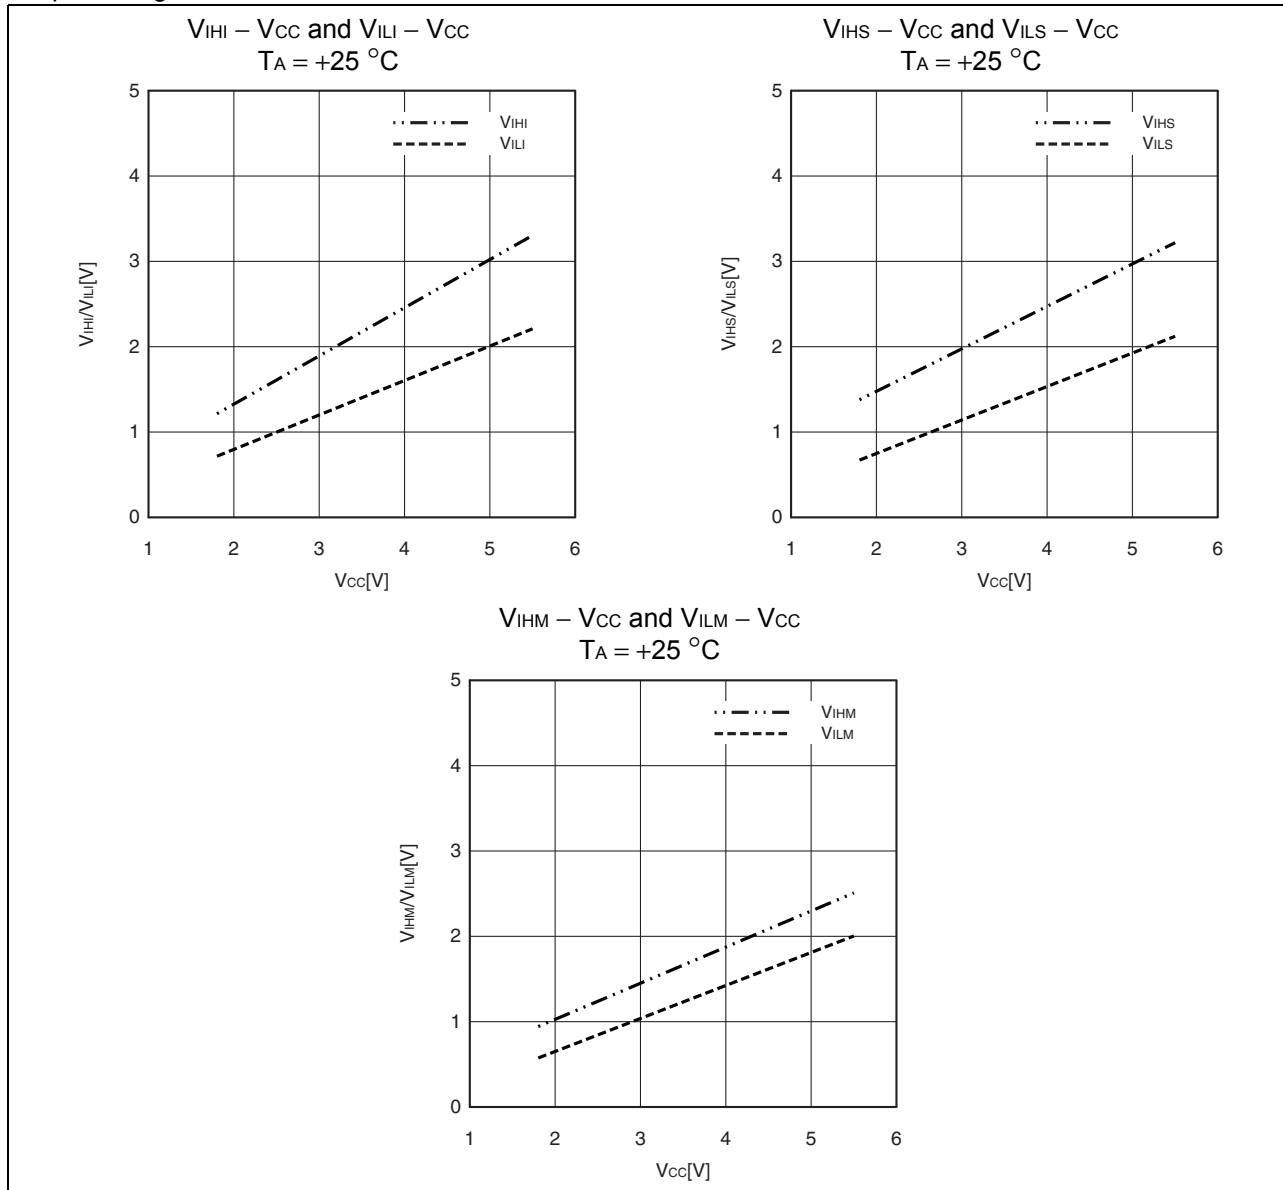 VIHI – VCC and VILI – VCC
TA = +25 °C
5
4
3
2
1
0
VIHI/VILI[V]
VIHI
VILI
1 2 3 4 5 6
VCC[V]
VIHS – VCC and VILS – VCC
TA = +25 °C
5
4
3
2
1
0
VIHS/VILS[V]
VIHS
VILS
1 2 3 4 5 6
VCC[V]
VIHM – VCC and VILM – VCC
TA = +25 °C
5
4
3
2
1
0
VIHM/VILM[V]
VIHM
VILM
1 2 3 4 5 6
VCC[V]